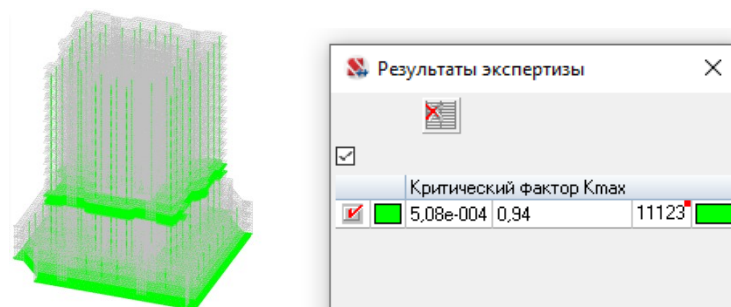 Результаты экспертизы
Критический фактор Kmax
5,08e-004 0,94 11123